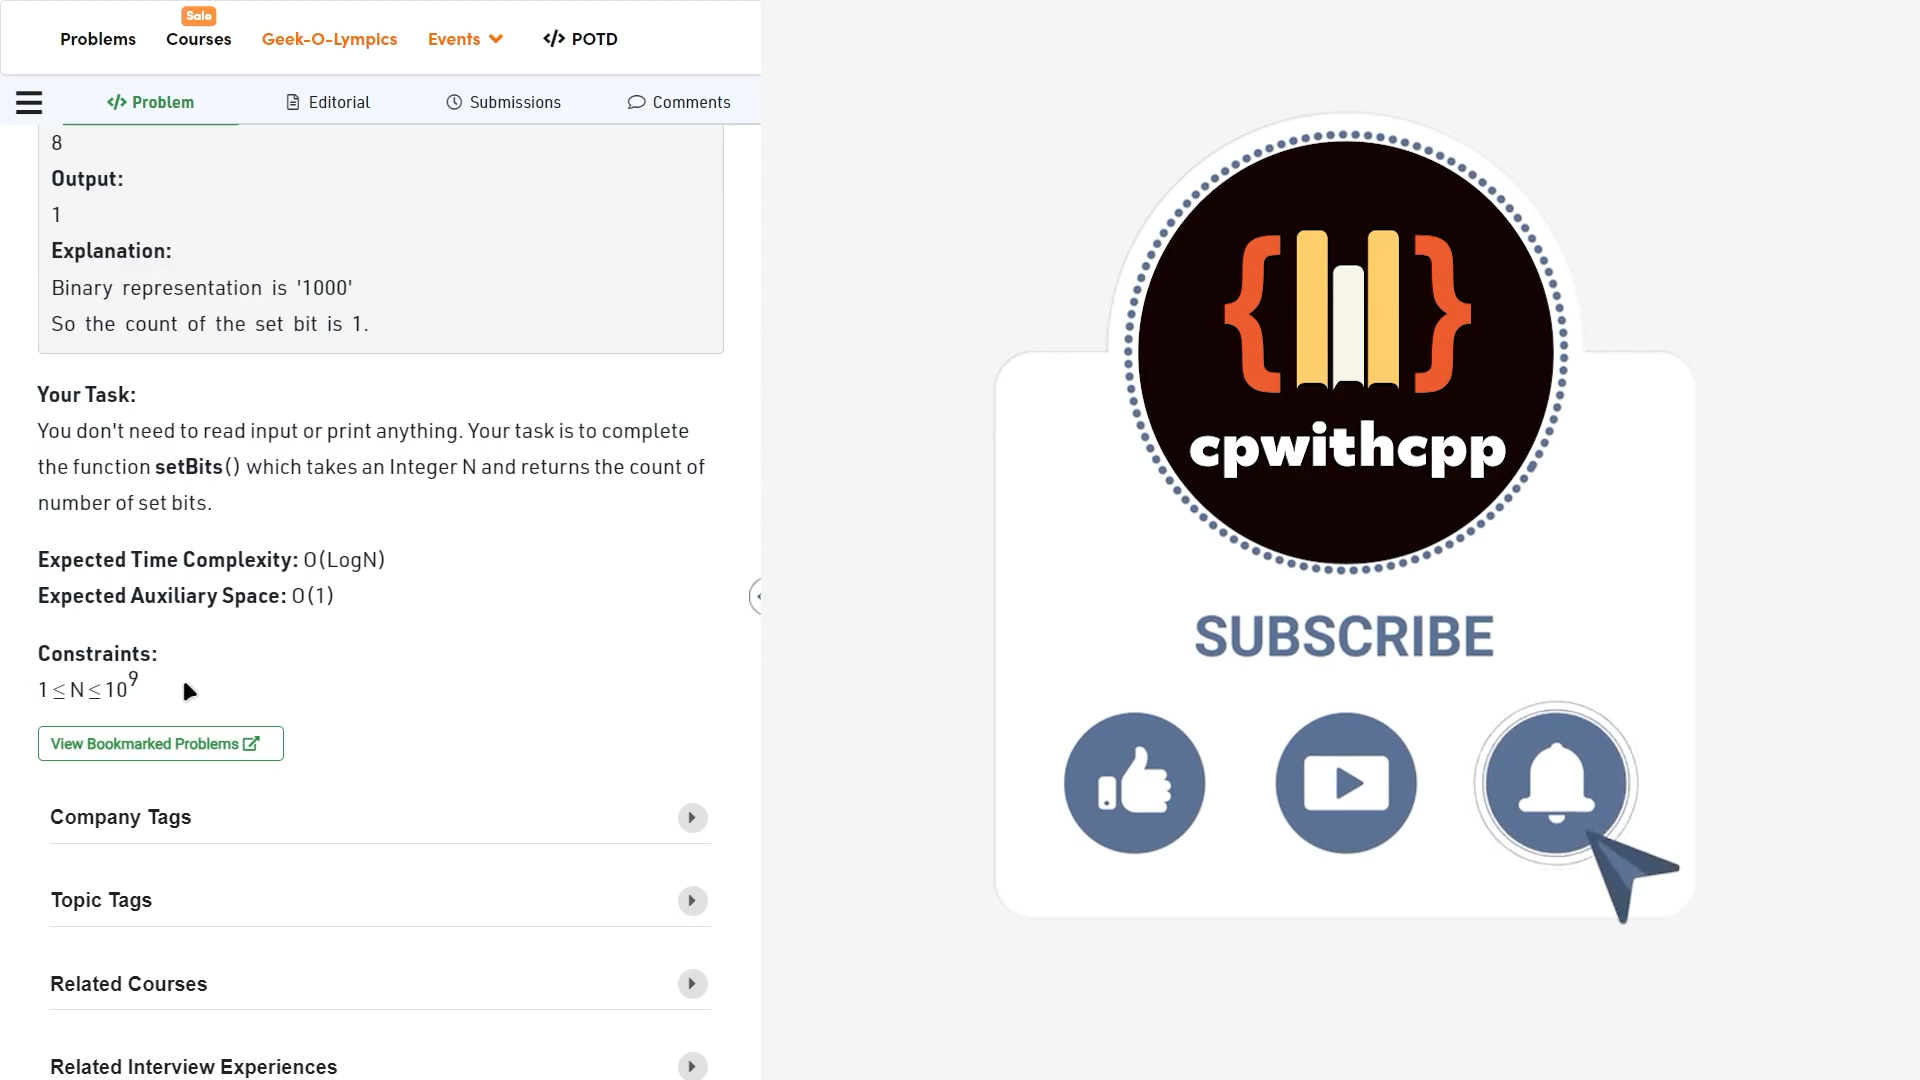 Sale
Problems Courses Geek-O-Lympics Events POTD
Problem Editorial Submissions Comments
8
Output:
1
Explanation:
Binary representation is '1000'
So the count of the set bit is 1.
Your Task:
You don't need to read input or print anything. Your task is to complete
the function setBits() which takes an Integer N and returns the count of
number of set bits.
Expected Time Complexity: O(LogN)
Expected Auxiliary Space: O(1)
Constraints:
1 ≤ N ≤ 10⁹
View Bookmarked Problems
Company Tags
Topic Tags
Related Courses
Related Interview Experiences
cpwithcpp
SUBSCRIBE